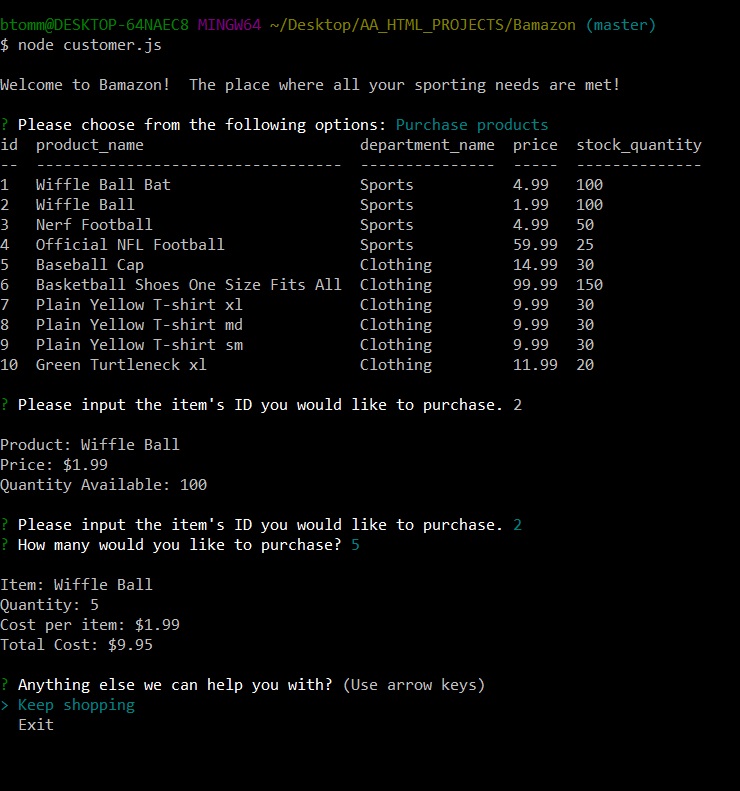 btomm@DESKTOP-64NAEC8 MINGW64 ~/Desktop/AA_HTML_PROJECTS/Bamazon (master)
$ node customer.js
Welcome to Bamazon!  The place where all your sporting needs are met!
? Please choose from the following options: Purchase products
id  product_name                        department_name  price  stock_quantity
--  ----------------------------------  ---------------  -----  --------------
1   Wiffle Ball Bat                     Sports           4.99   100
2   Wiffle Ball                         Sports           1.99   100
3   Nerf Football                       Sports           4.99   50
4   Official NFL Football               Sports           59.99  25
5   Baseball Cap                        Clothing         14.99  30
6   Basketball Shoes One Size Fits All  Clothing         99.99  150
7   Plain Yellow T-shirt xl             Clothing         9.99   30
8   Plain Yellow T-shirt md             Clothing         9.99   30
9   Plain Yellow T-shirt sm             Clothing         9.99   30
10  Green Turtleneck xl                 Clothing         11.99  20
? Please input the item's ID you would like to purchase. 2
Product: Wiffle Ball
Price: $1.99
Quantity Available: 100
? Please input the item's ID you would like to purchase. 2
? How many would you like to purchase? 5
Item: Wiffle Ball
Quantity: 5
Cost per item: $1.99
Total Cost: $9.95
? Anything else we can help you with? (Use arrow keys)
> Keep shopping
  Exit